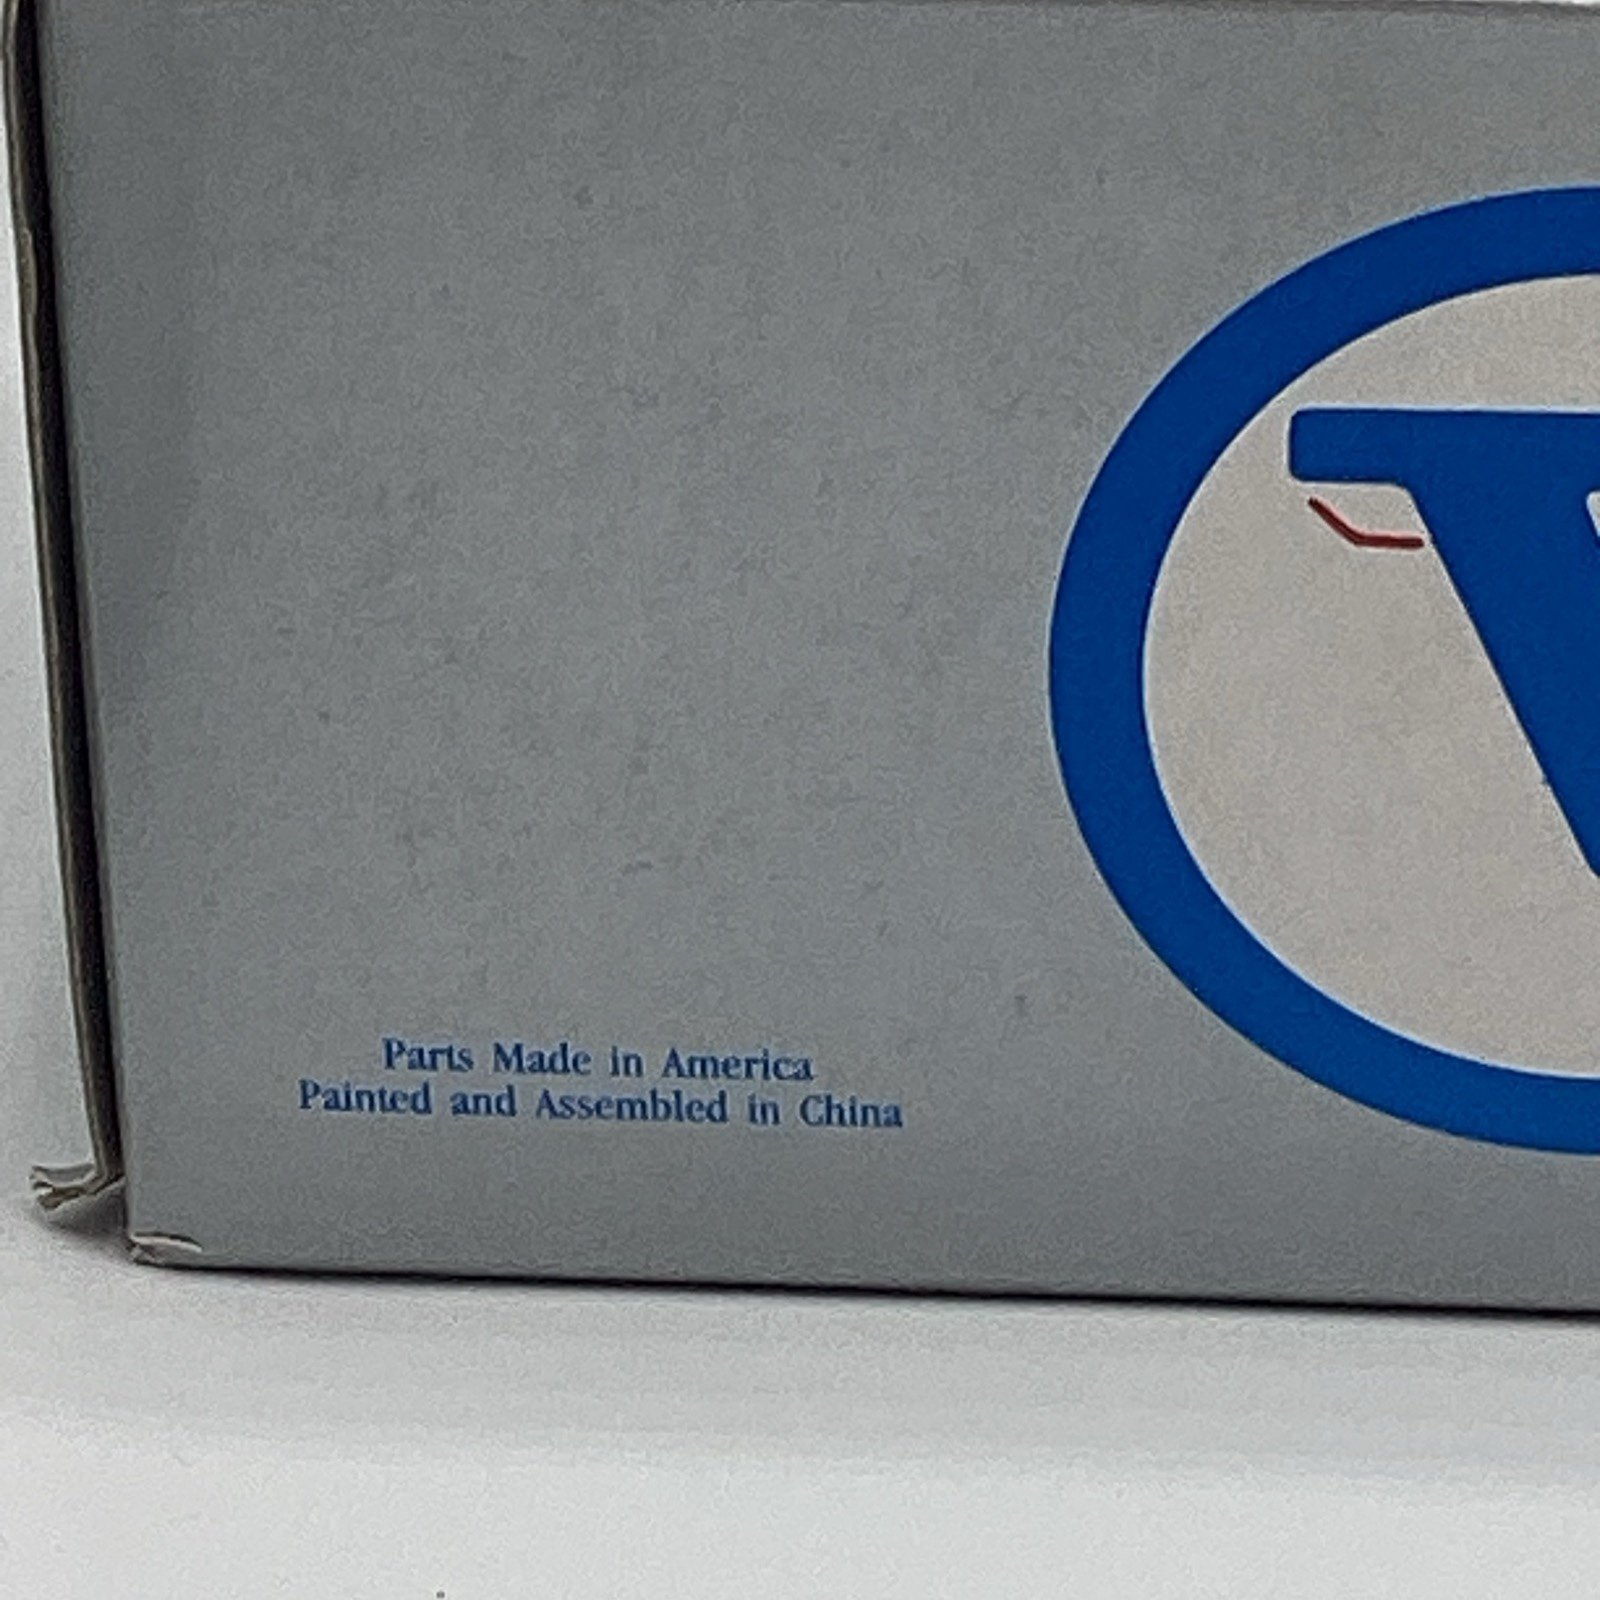 Parts Made in America
Painted and Assembled in China
V